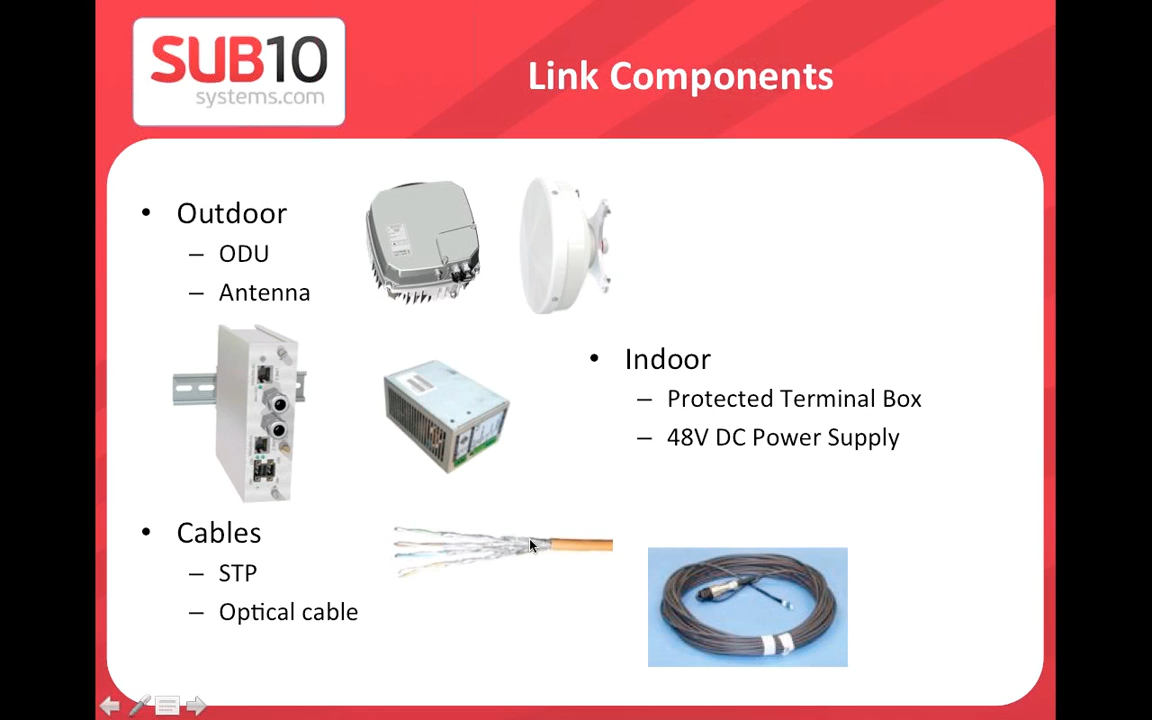 SUB10
systems.com
Link Components
• Outdoor
– ODU
– Antenna
• Indoor
– Protected Terminal Box
– 48V DC Power Supply
• Cables
– STP
– Optical cable